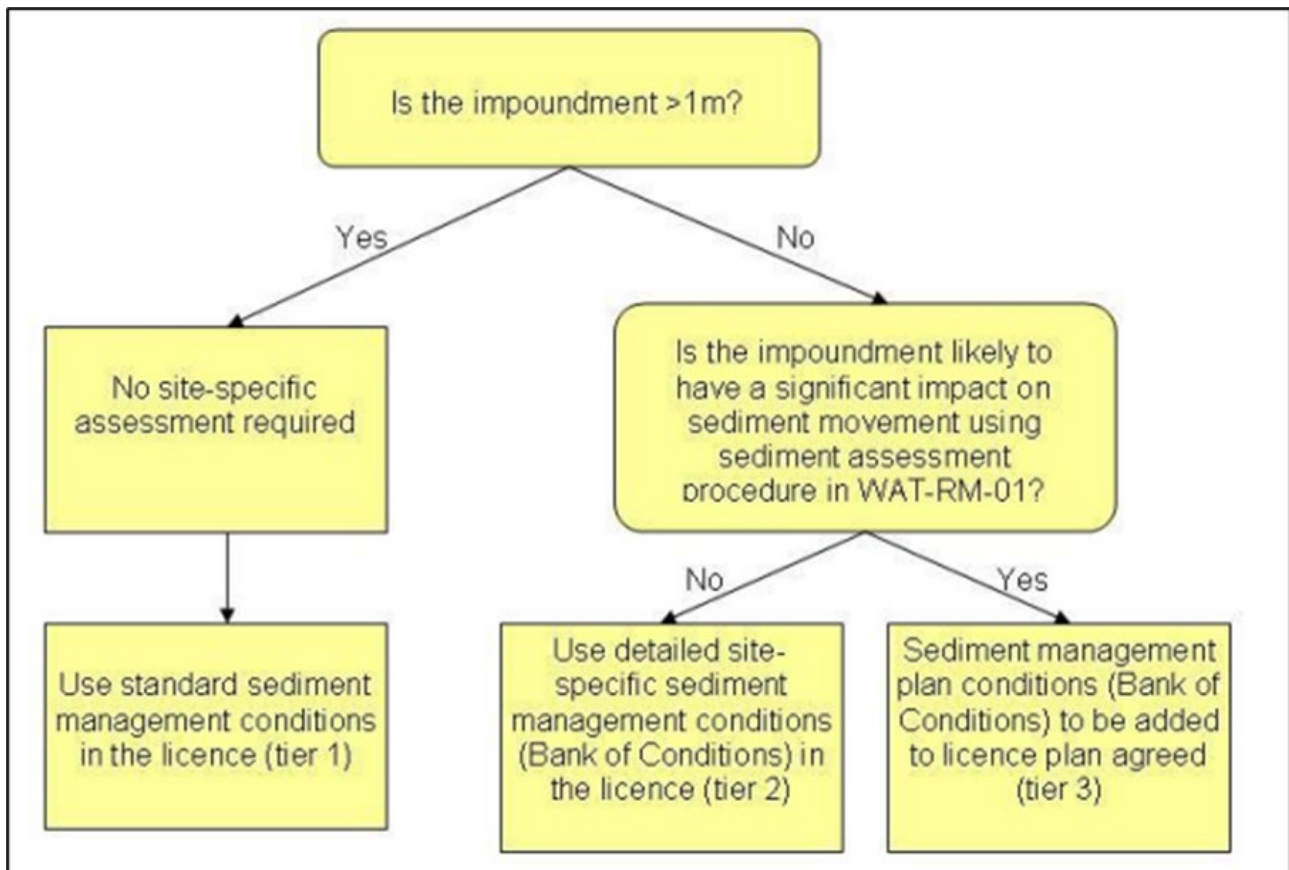 Is the impoundment >1m?
Yes
No
No site-specific
assessment required
Is the impoundment likely to
have a significant impact on
sediment movement using
sediment assessment
procedure in WAT-RM-01?
No
Yes
Use standard sediment
management conditions
in the licence (tier 1)
Use detailed site-
specific sediment
management conditions
(Bank of Conditions) in
the licence (tier 2)
Sediment management
plan conditions (Bank of
Conditions) to be added
to licence plan agreed
(tier 3)